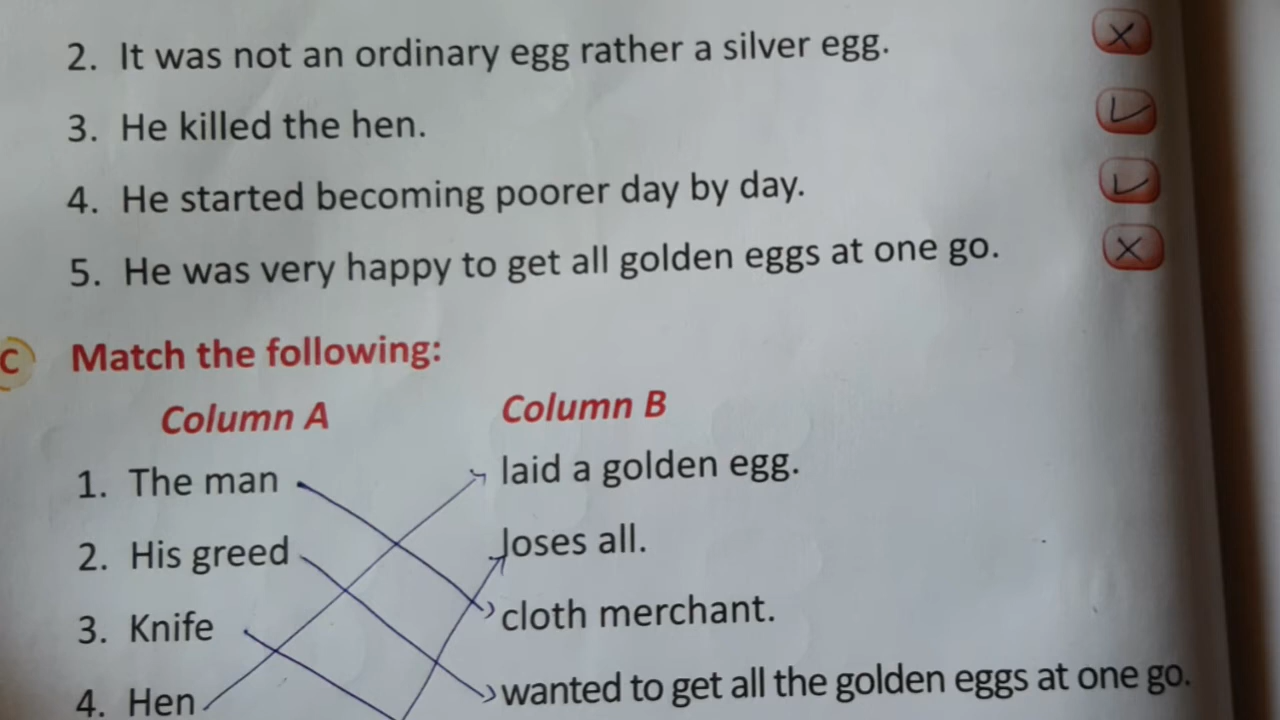 2. It was not an ordinary egg rather a silver egg. ✗
3. He killed the hen. ✓
4. He started becoming poorer day by day. ✓
5. He was very happy to get all golden eggs at one go. ✗
C Match the following:
Column A Column B
1. The man laid a golden egg.
2. His greed loses all.
3. Knife cloth merchant.
4. Hen wanted to get all the golden eggs at one go.